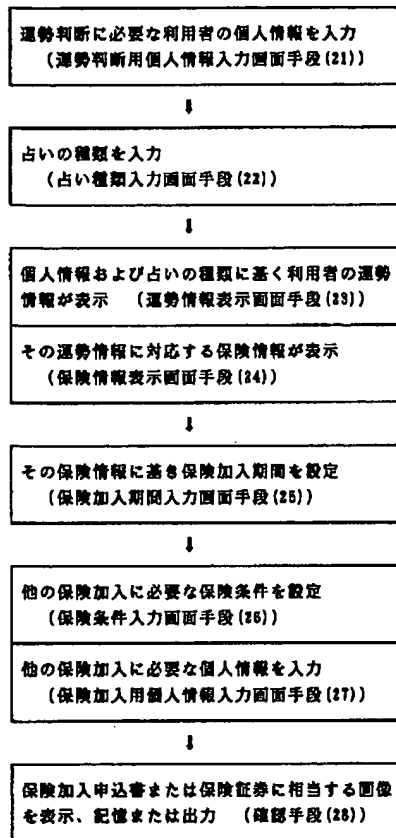 運勢判断に必要な利用者の個人情報を入力
(運勢判断用個人情報入力画面手段(21))
↓
占いの種類を入力
(占い種類入力画面手段(22))
↓
個人情報および占いの種類に基く利用者の運勢
情報が表示 (運勢情報表示画面手段(23))
その運勢情報に対応する保険情報が表示
(保険情報表示画面手段(24))
↓
その保険情報に基き保険加入期間を設定
(保険加入期間入力画面手段(25))
↓
他の保険加入に必要な保険条件を設定
(保険条件入力画面手段(26))
他の保険加入に必要な個人情報を入力
(保険加入用個人情報入力画面手段(27))
↓
保険加入申込書または保険証券に相当する画像
を表示、記憶または出力 (確認手段(28))